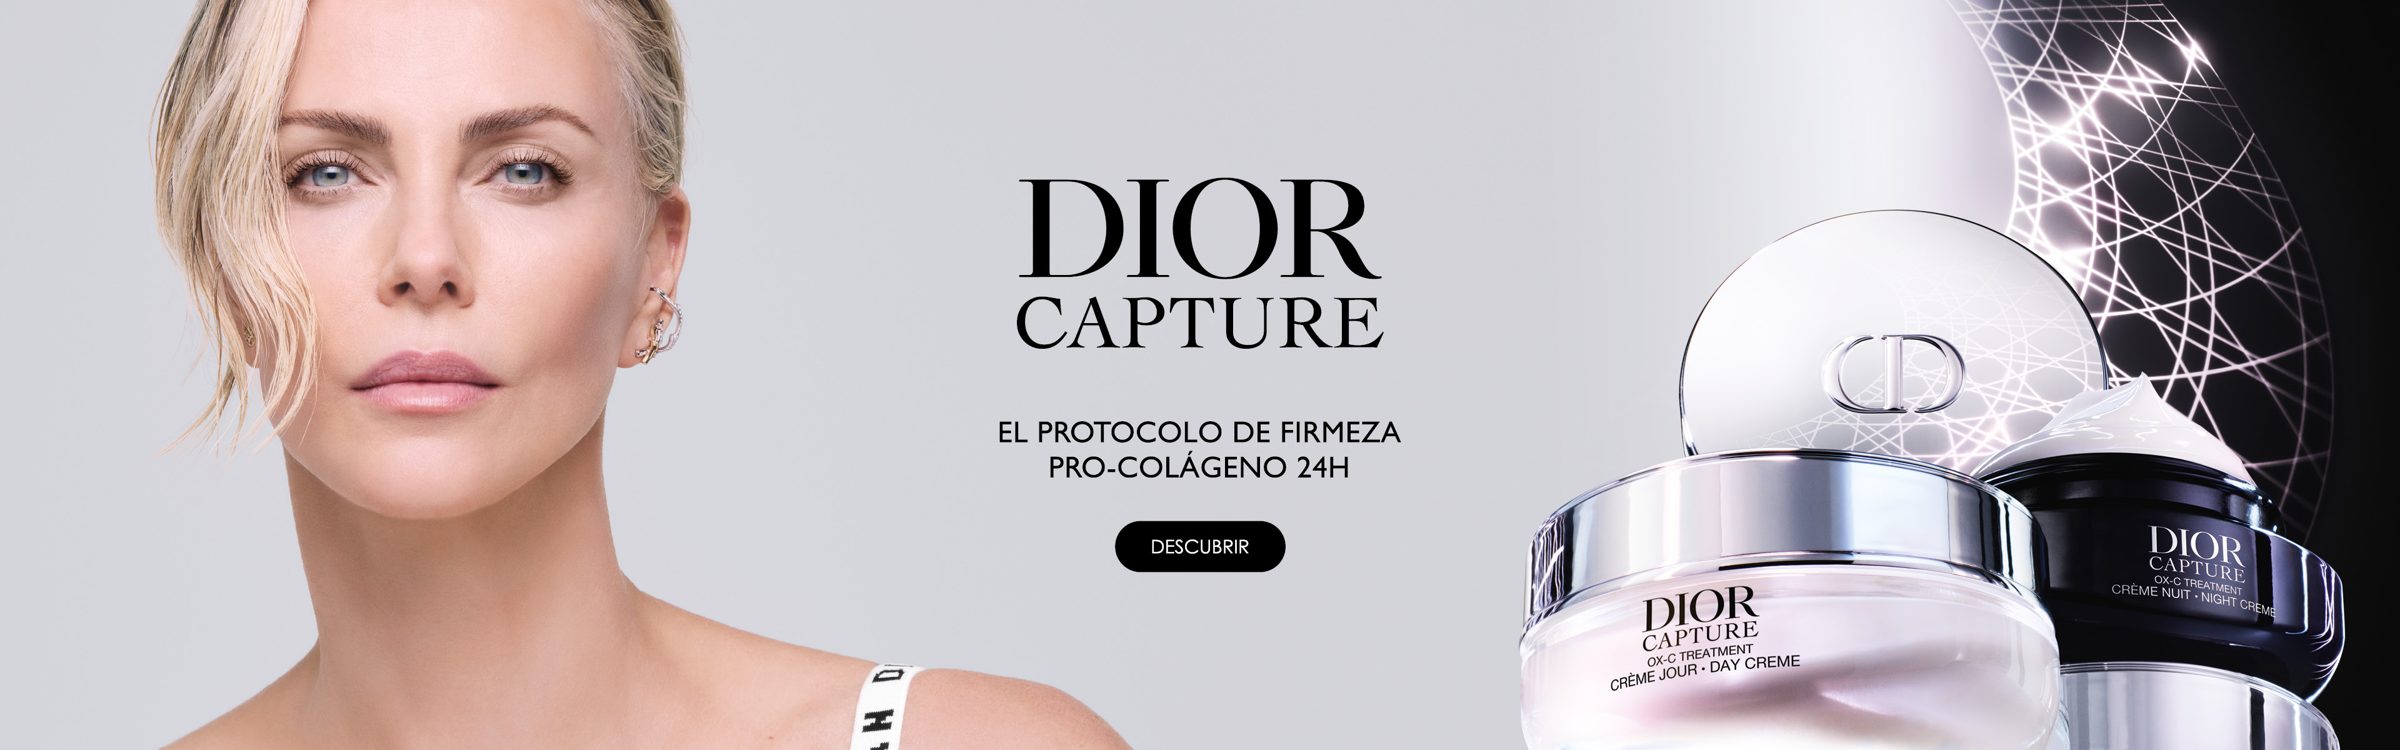 DIOR
CAPTURE
EL PROTOCOLO DE FIRMEZA
PRO-COLÁGENO 24H
DESCUBRIR
CD
DIOR
CAPTURE
OX-C TREATMENT
CRÈME JOUR • DAY CREME
DIOR
CAPTURE
OX-C TREATMENT
CRÈME NUIT • NIGHT CREME